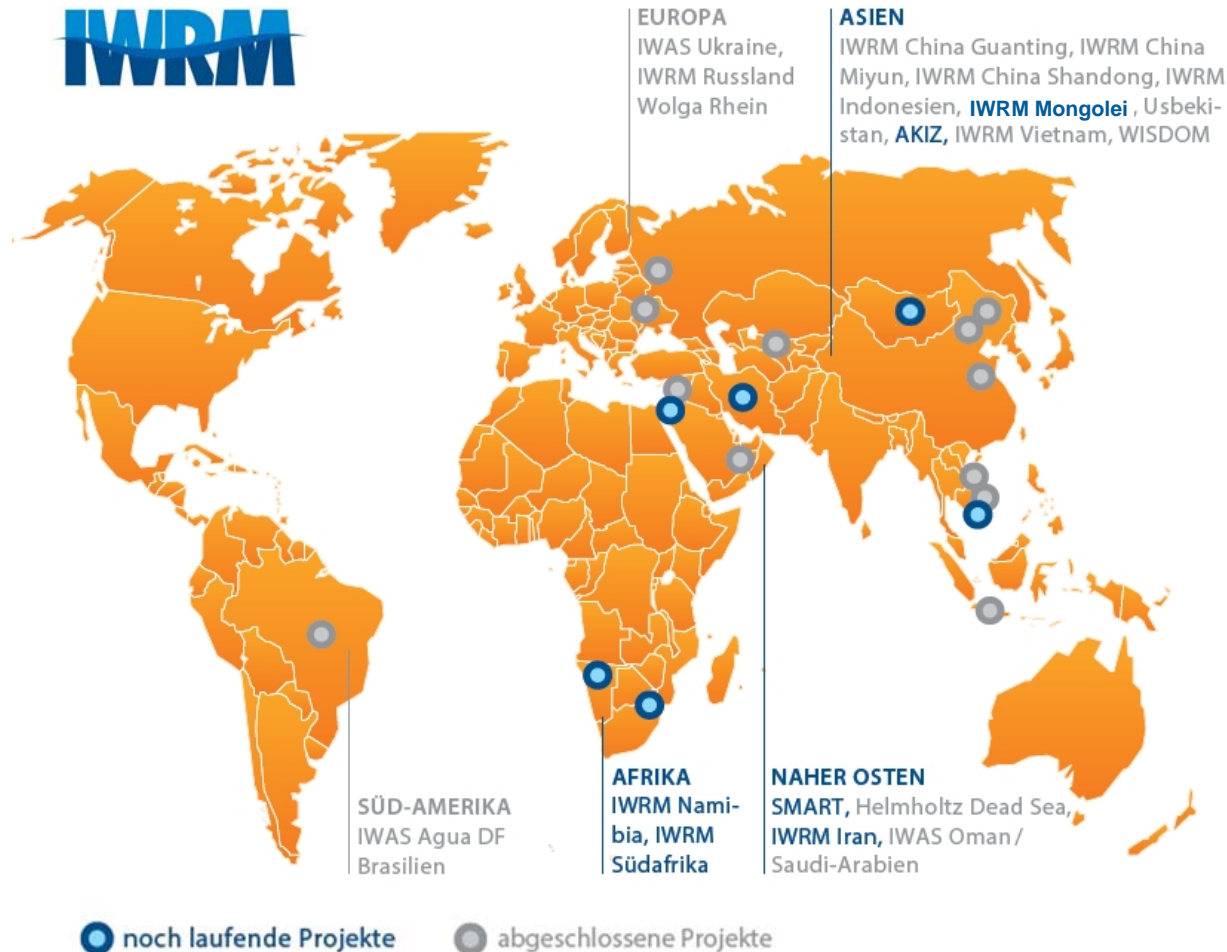 IWRM
EUROPA
IWAS Ukraine,
IWRM Russland
Wolga Rhein
ASIEN
IWRM China Guanting, IWRM China
Miyun, IWRM China Shandong, IWRM
Indonesien, IWRM Mongolei , Usbeki-
stan, AKIZ, IWRM Vietnam, WISDOM
SÜD-AMERIKA
IWAS Agua DF
Brasilien
AFRIKA
IWRM Nami-
bia, IWRM
Südafrika
NAHER OSTEN
SMART, Helmholtz Dead Sea,
IWRM Iran, IWAS Oman/
Saudi-Arabien
noch laufende Projekte
abgeschlossene Projekte